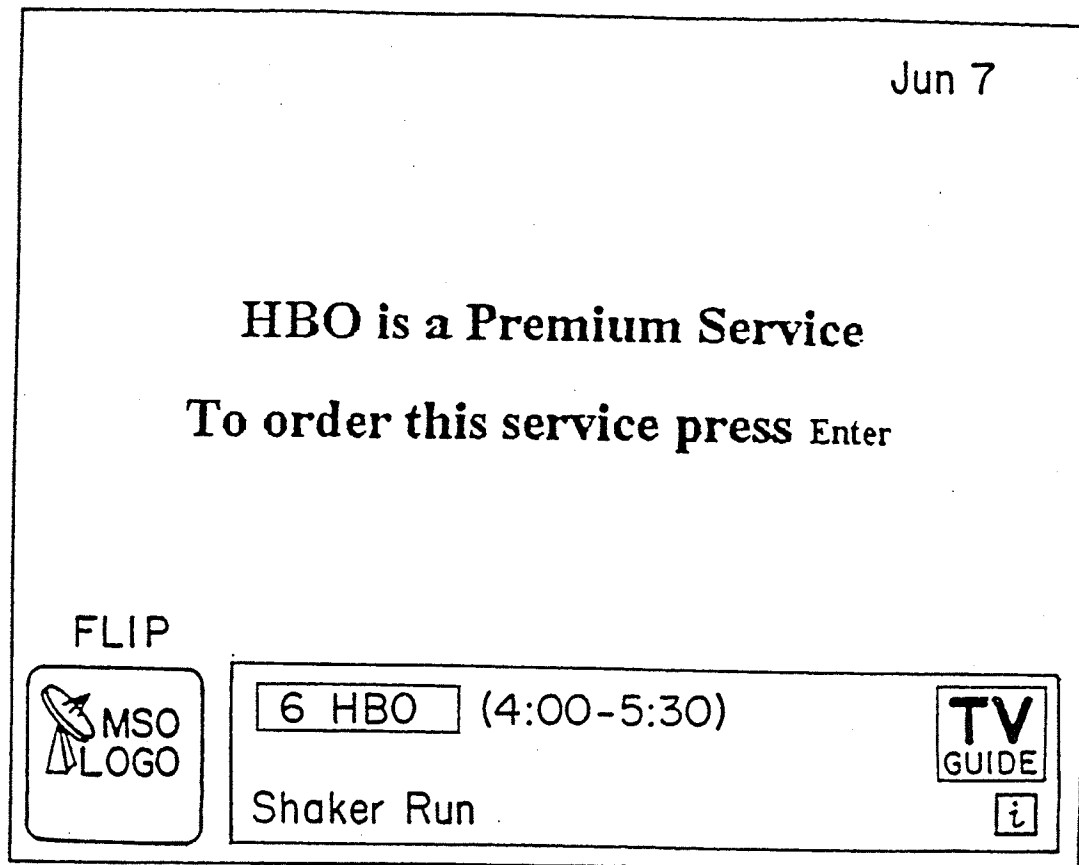 Jun 7
HBO is a Premium Service
To order this service press Enter
FLIP
MSO
LOGO
6 HBO (4:00-5:30)
Shaker Run
TV
GUIDE
i